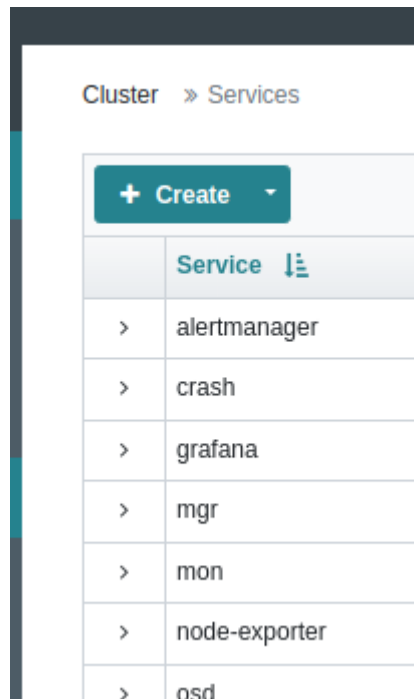 Cluster » Services
+ Create
Service
alertmanager
crash
grafana
mgr
mon
node-exporter
osd